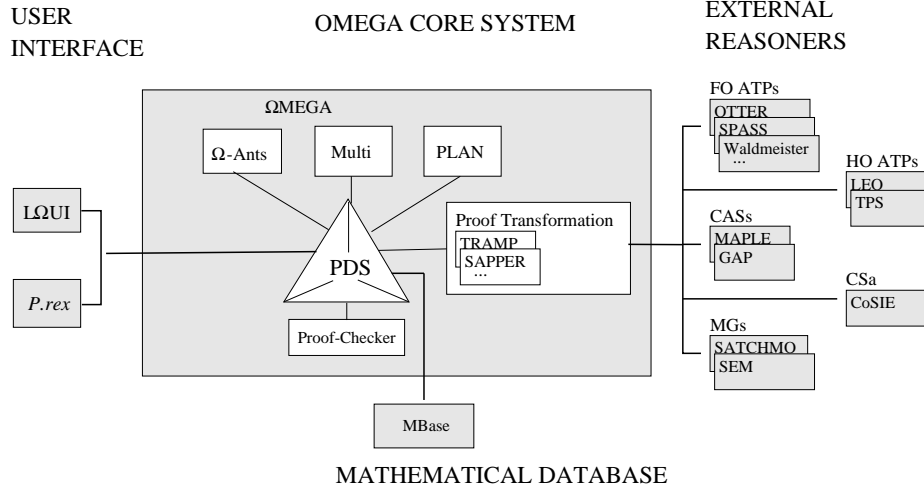 USER
INTERFACE
OMEGA CORE SYSTEM
EXTERNAL
REASONERS
ΩMEGA
Ω-Ants
Multi
PLAN
LΩUI
P.rex
PDS
Proof-Checker
Proof Transformation
TRAMP
SAPPER
...
MBase
FO ATPs
OTTER
SPASS
Waldmeister
...
HO ATPs
LEO
TPS
CASs
MAPLE
GAP
CSa
CoSIE
MGs
SATCHMO
SEM
MATHEMATICAL DATABASE